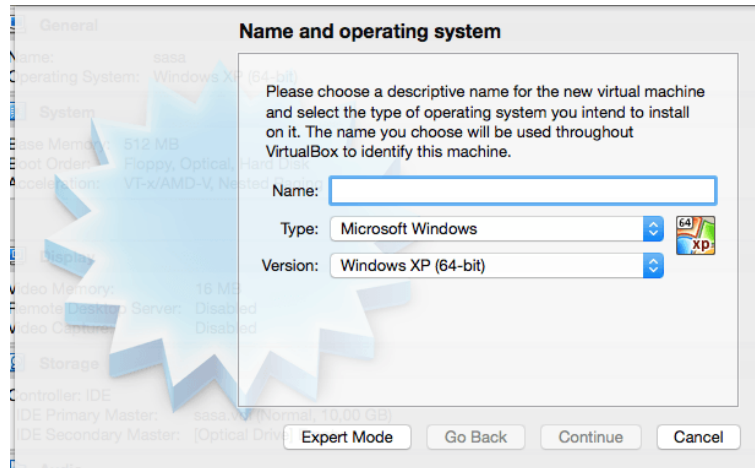 General
Name and operating system
Name: sasa
Operating System: Windows XP (64-bit)
Please choose a descriptive name for the new virtual machine
and select the type of operating system you intend to install
on it. The name you choose will be used throughout
VirtualBox to identify this machine.
System
Base Memory: 512 MB
Boot Order: Floppy, Optical, Hard Disk
Acceleration: VT-x/AMD-V, Nested Paging
Name:
Type: Microsoft Windows
64
XP
Version: Windows XP (64-bit)
Display
Video Memory: 16 MB
Remote Desktop Server: Disabled
Video Capture: Disabled
Storage
Controller: IDE
IDE Primary Master: (Normal, 10,00 GB)
IDE Secondary Master: [Optical Drive]
Expert Mode Go Back Continue Cancel